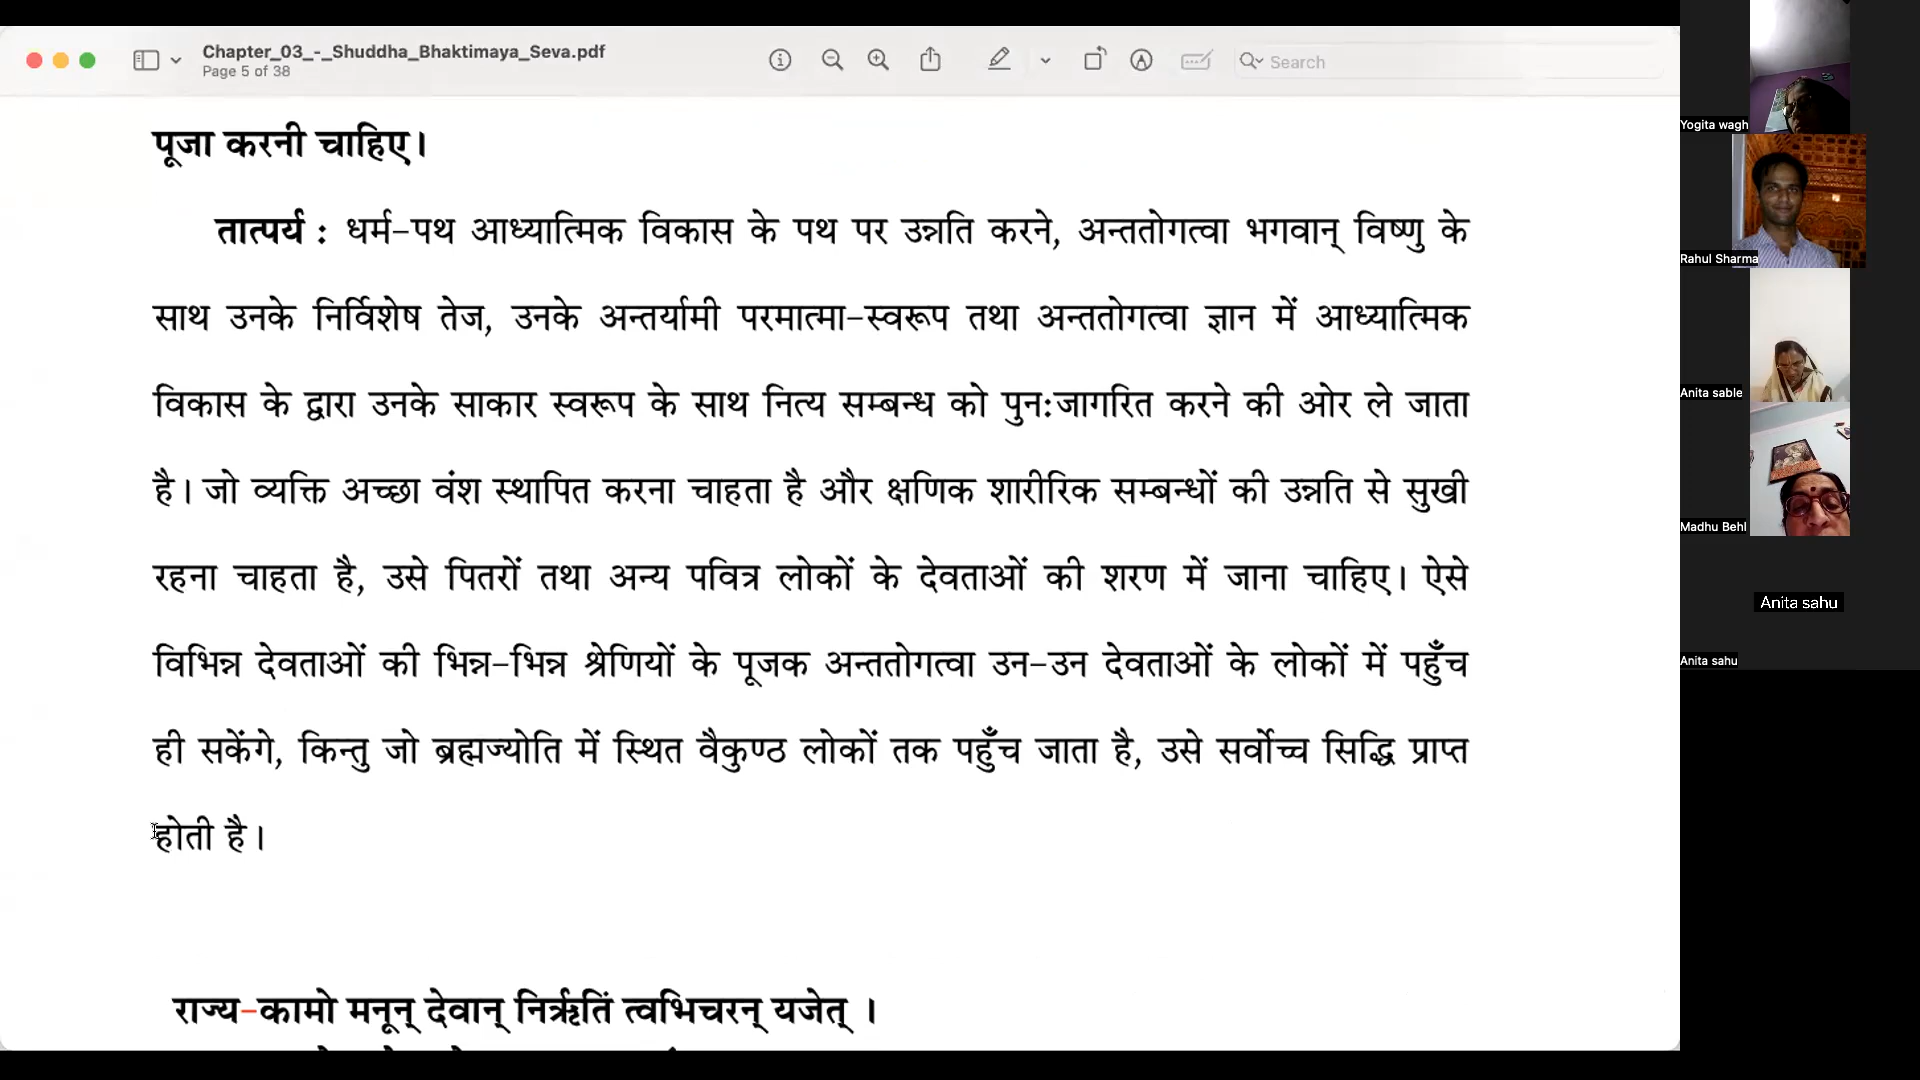 Chapter_03_-_Shuddha_Bhaktimaya_Seva.pdf
Page 5 of 38
Search
पूजा करनी चाहिए।
तात्पर्य : धर्म-पथ आध्यात्मिक विकास के पथ पर उन्नति करने, अन्ततोगत्वा भगवान् विष्णु के
साथ उनके निर्विशेष तेज, उनके अन्तर्यामी परमात्मा-स्वरूप तथा अन्ततोगत्वा ज्ञान में आध्यात्मिक
विकास के द्वारा उनके साकार स्वरूप के साथ नित्य सम्बन्ध को पुन:जागरित करने की ओर ले जाता
है। जो व्यक्ति अच्छा वंश स्थापित करना चाहता है और क्षणिक शारीरिक सम्बन्धों की उन्नति से सुखी
रहना चाहता है, उसे पितरों तथा अन्य पवित्र लोकों के देवताओं की शरण में जाना चाहिए। ऐसे
विभिन्न देवताओं की भिन्न-भिन्न श्रेणियों के पूजक अन्ततोगत्वा उन-उन देवताओं के लोकों में पहुँच
ही सकेंगे, किन्तु जो ब्रह्मज्योति में स्थित वैकुण्ठ लोकों तक पहुँच जाता है, उसे सर्वोच्च सिद्धि प्राप्त
होती है।
राज्य-कामो मनून् देवान् निर्ऋतिं त्वभिचरन् यजेत् ।
Yogita wagh
Rahul Sharma
Anita sable
Madhu Behl
Anita sahu
Anita sahu